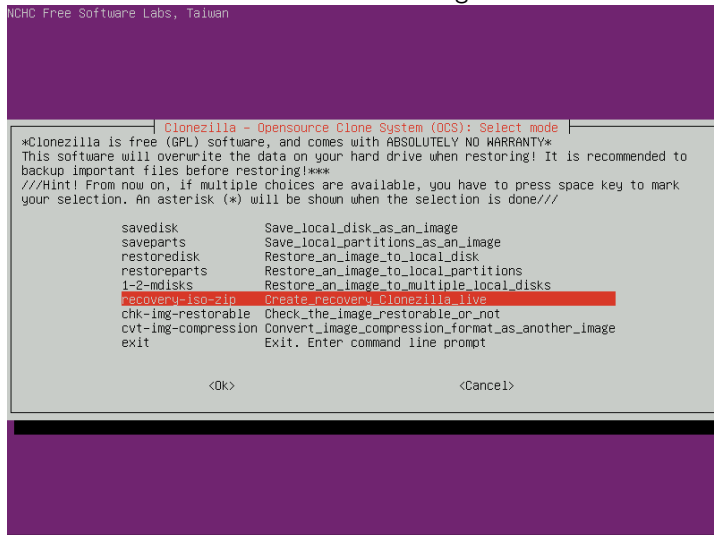 NCHC Free Software Labs, Taiwan
Clonezilla - Opensource Clone System (OCS): Select mode
*Clonezilla is free (GPL) software, and comes with ABSOLUTELY NO WARRANTY*
This software will overwrite the data on your hard drive when restoring! It is recommended to
backup important files before restoring!***
///Hint! From now on, if multiple choices are available, you have to press space key to mark
your selection. An asterisk (*) will be shown when the selection is done///
savedisk Save_local_disk_as_an_image
saveparts Save_local_partitions_as_an_image
restoredisk Restore_an_image_to_local_disk
restoreparts Restore_an_image_to_local_partitions
1-2-mdisks Restore_an_image_to_multiple_local_disks
recovery-iso-zip Create_recovery_Clonezilla_live
chk-img-restorable Check_the_image_restorable_or_not
cvt-img-compression Convert_image_compression_format_as_another_image
exit Exit. Enter command line prompt
<Ok> <Cancel>